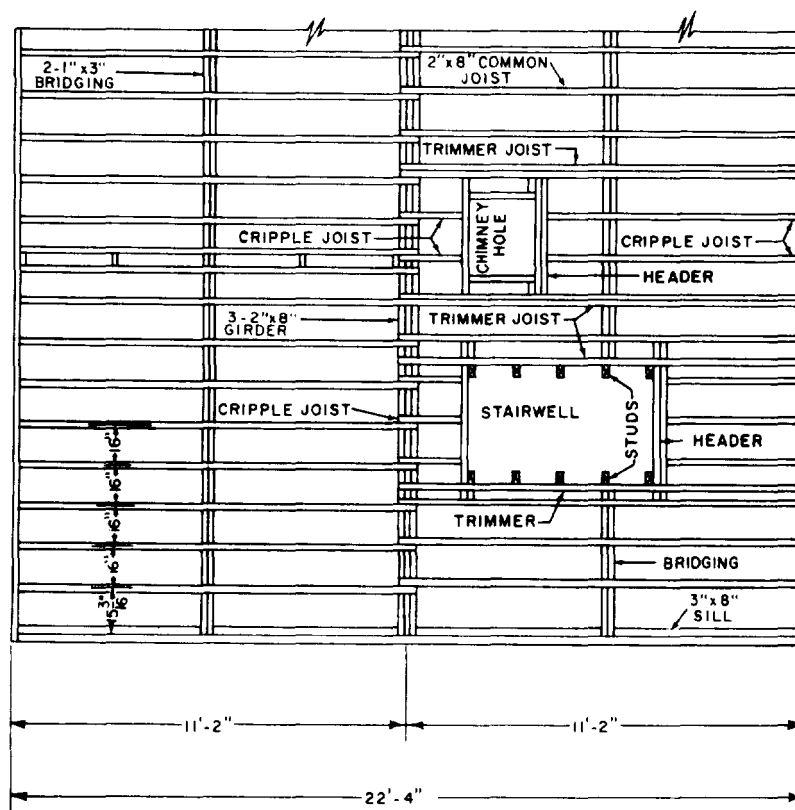 2-1"x3"
BRIDGING
2"x8" COMMON
JOIST
TRIMMER JOIST
CHIMNEY
HOLE
CRIPPLE JOIST
CRIPPLE JOIST
HEADER
3-2"x8"
GIRDER
TRIMMER JOIST
CRIPPLE JOIST
STAIRWELL
STUDS
HEADER
16"
16"
16"
16"
TRIMMER
BRIDGING
3"x8"
SILL
11'-2"
11'-2"
22'-4"